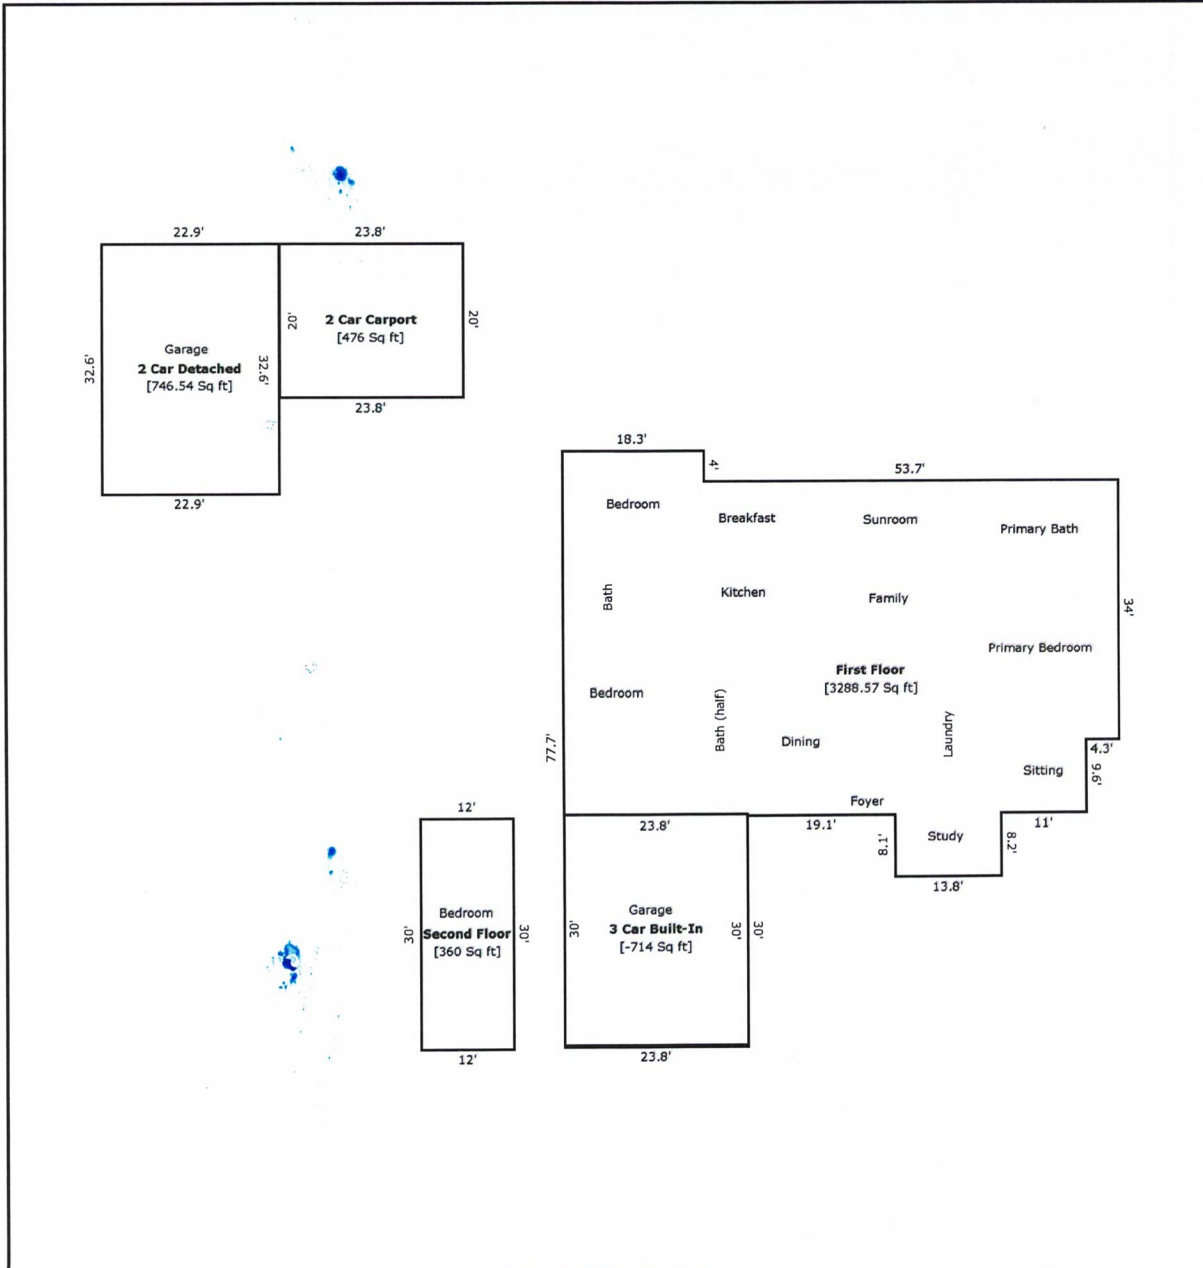 22.9'
23.8'
32.6'
Garage
2 Car Detached
[746.54 Sq ft]
32.6'
20'
2 Car Carport
[476 Sq ft]
20'
23.8'
22.9'
18.3'
4'
53.7'
Bedroom
Breakfast
Sunroom
Primary Bath
Bath
Kitchen
Family
34'
Primary Bedroom
First Floor
[3288.57 Sq ft]
Bedroom
Bath (half)
Laundry
77.7'
Dining
4.3'
Sitting
9.6'
Foyer
23.8'
19.1'
11'
8.1'
Study
8.2'
13.8'
12'
30'
Bedroom
Second Floor
[360 Sq ft]
30'
12'
30'
Garage
3 Car Built-In
[-714 Sq ft]
30'
30'
23.8'